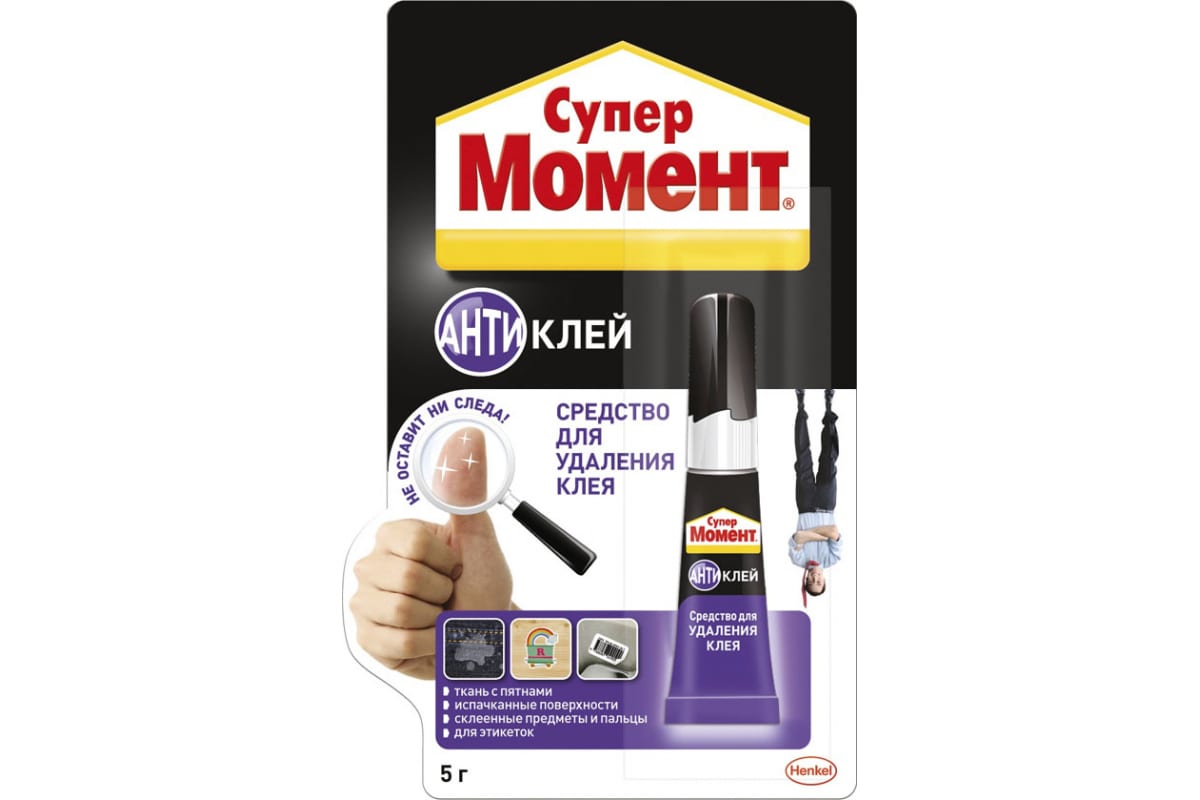 Супер
Момент®
АНТИКЛЕЙ
НЕ ОСТАВИТ НИ СЛЕДА!
СРЕДСТВО
ДЛЯ
УДАЛЕНИЯ
КЛЕЯ
Супер
Момент
АНТИКЛЕЙ
Средство для
УДАЛЕНИЯ
КЛЕЯ
R
ткань с пятнами
испачканные поверхности
склеенные предметы и пальцы
для этикеток
5 г
Henkel